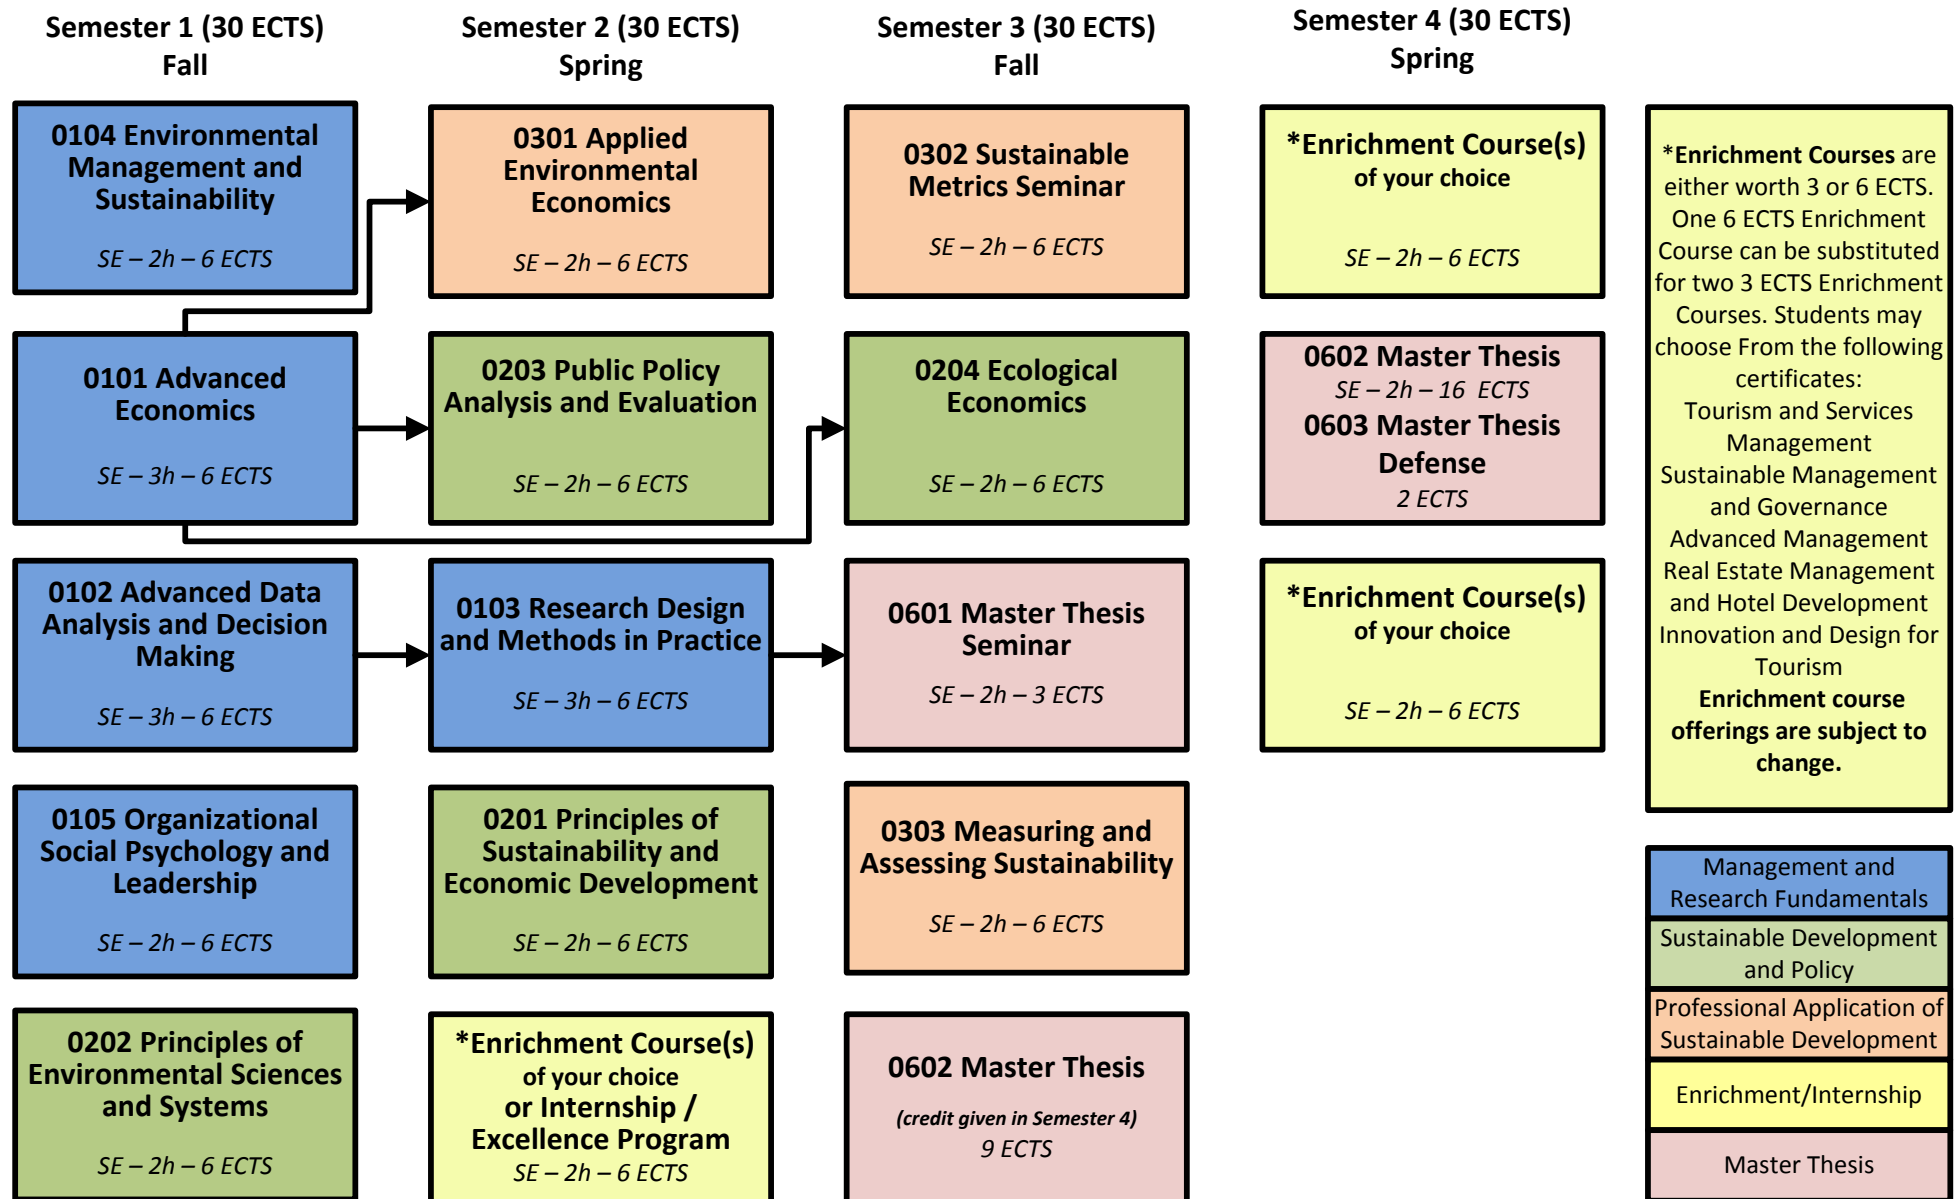 Semester 1 (30 ECTS)
Fall
0104 Environmental
Management and
Sustainability
SE – 2h – 6 ECTS
0101 Advanced
Economics
SE – 3h – 6 ECTS
0102 Advanced Data
Analysis and Decision
Making
SE – 3h – 6 ECTS
0105 Organizational
Social Psychology and
Leadership
SE – 2h – 6 ECTS
0202 Principles of
Environmental Sciences
and Systems
SE – 2h – 6 ECTS
Semester 2 (30 ECTS)
Spring
0301 Applied
Environmental
Economics
SE – 2h – 6 ECTS
0203 Public Policy
Analysis and Evaluation
SE – 2h – 6 ECTS
0103 Research Design
and Methods in Practice
SE – 3h – 6 ECTS
0201 Principles of
Sustainability and
Economic Development
SE – 2h – 6 ECTS
*Enrichment Course(s)
of your choice
or Internship /
Excellence Program
SE – 2h – 6 ECTS
Semester 3 (30 ECTS)
Fall
0302 Sustainable
Metrics Seminar
SE – 2h – 6 ECTS
0204 Ecological
Economics
SE – 2h – 6 ECTS
0601 Master Thesis
Seminar
SE – 2h – 3 ECTS
0303 Measuring and
Assessing Sustainability
SE – 2h – 6 ECTS
0602 Master Thesis
(credit given in Semester 4)
9 ECTS
Semester 4 (30 ECTS)
Spring
*Enrichment Course(s)
of your choice
SE – 2h – 6 ECTS
0602 Master Thesis
SE – 2h – 16 ECTS
0603 Master Thesis
Defense
2 ECTS
*Enrichment Course(s)
of your choice
SE – 2h – 6 ECTS
*Enrichment Courses are
either worth 3 or 6 ECTS.
One 6 ECTS Enrichment
Course can be substituted
for two 3 ECTS Enrichment
Courses. Students may
choose From the following
certificates:
Tourism and Services
Management
Sustainable Management
and Governance
Advanced Management
Real Estate Management
and Hotel Development
Innovation and Design for
Tourism
Enrichment course
offerings are subject to
change.
Management and
Research Fundamentals
Sustainable Development
and Policy
Professional Application of
Sustainable Development
Enrichment/Internship
Master Thesis